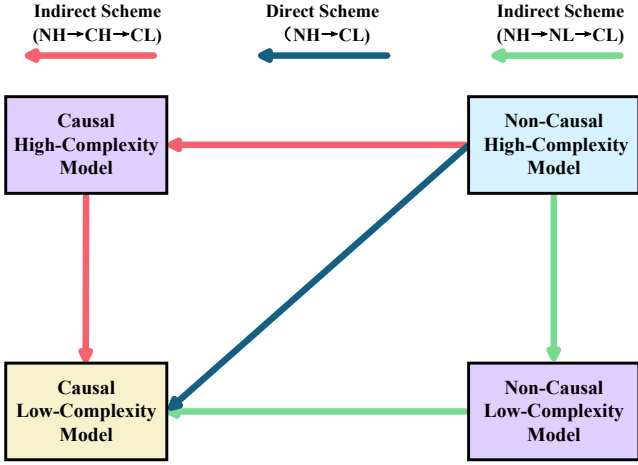 Indirect Scheme
(NH→CH→CL)
Direct Scheme
（NH→CL)
Indirect Scheme
(NH→NL→CL)
Causal
High-Complexity
Model
Non-Causal
High-Complexity
Model
Causal
Low-Complexity
Model
Non-Causal
Low-Complexity
Model